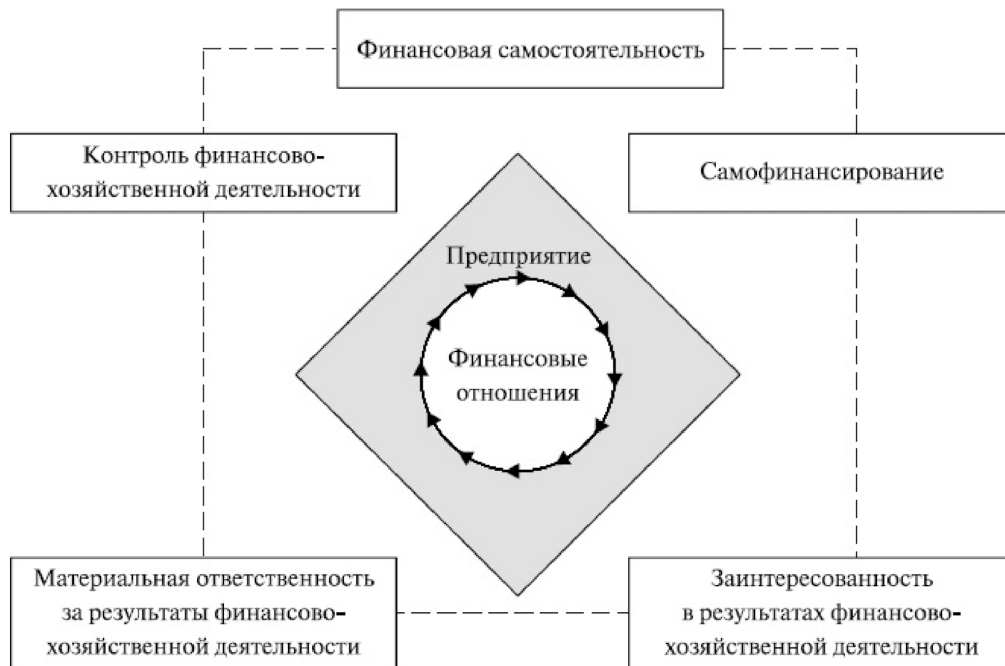 Финансовая самостоятельность
Контроль финансово-
хозяйственной деятельности
Самофинансирование
Предприятие
Финансовые
отношения
Материальная ответственность
за результаты финансово-
хозяйственной деятельности
Заинтересованность
в результатах финансово-
хозяйственной деятельности